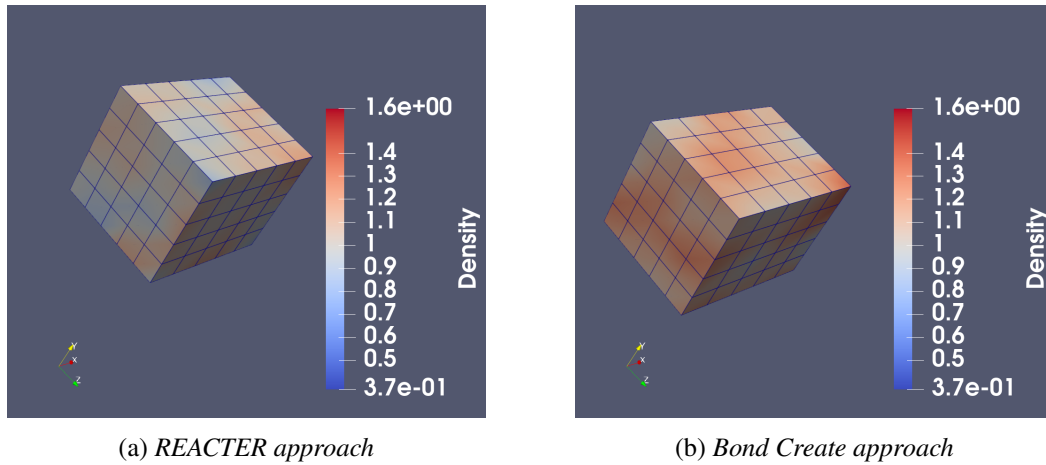 1.6e+00
1.4
1.3
1.2
1.1
1
0.9
0.8
0.7
0.6
0.5
3.7e-01
Density
Y
X
Z
(a) REACTER approach
1.6e+00
1.4
1.3
1.2
1.1
1
0.9
0.8
0.7
0.6
0.5
3.7e-01
Density
Y
X
Z
(b) Bond Create approach